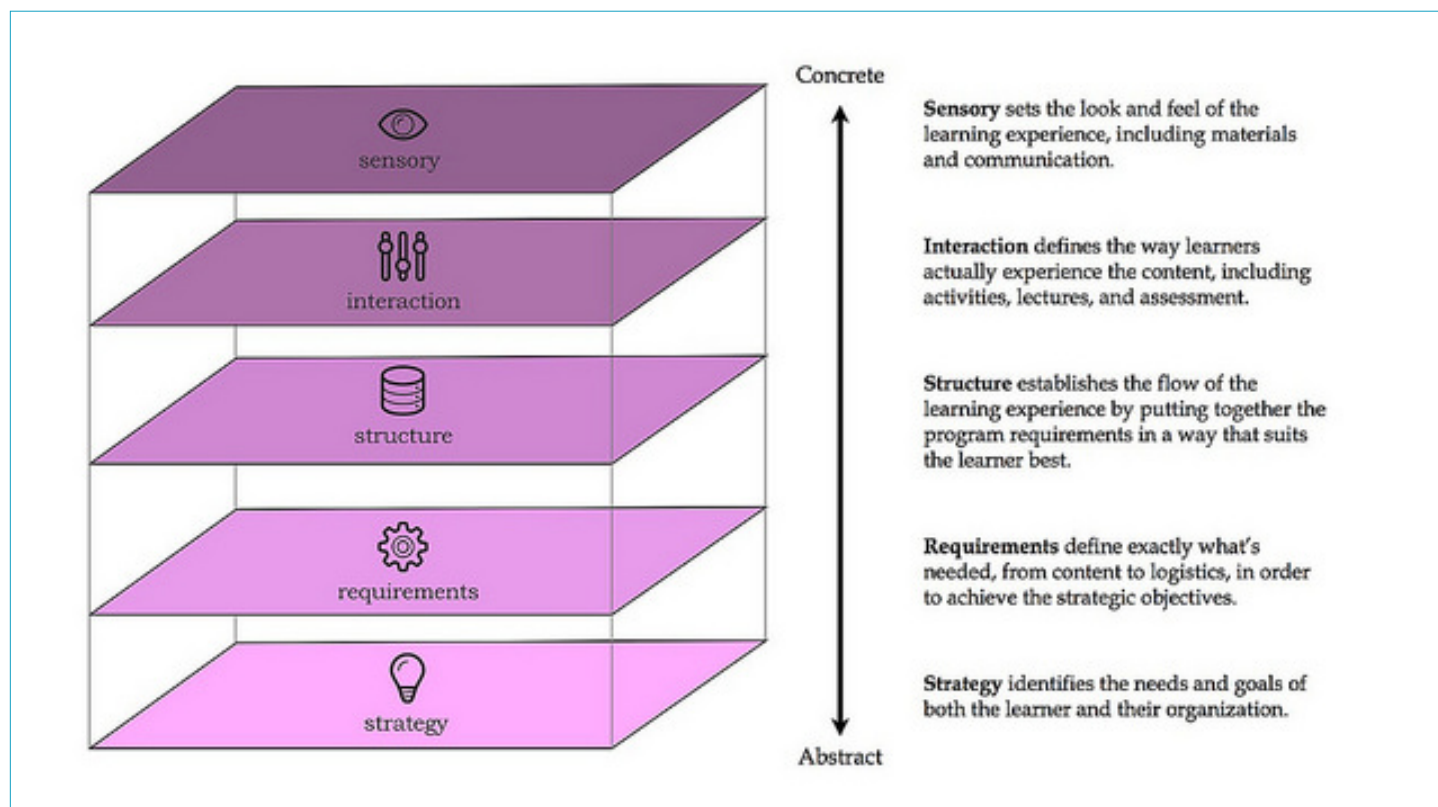 Concrete
sensory
Sensory sets the look and feel of the
learning experience, including materials
and communication.
interaction
Interaction defines the way learners
actually experience the content, including
activities, lectures, and assessment.
structure
Structure establishes the flow of the
learning experience by putting together the
program requirements in a way that suits
the learner best.
requirements
Requirements define exactly what's
needed, from content to logistics, in order
to achieve the strategic objectives.
strategy
Strategy identifies the needs and goals of
both the learner and their organization.
Abstract